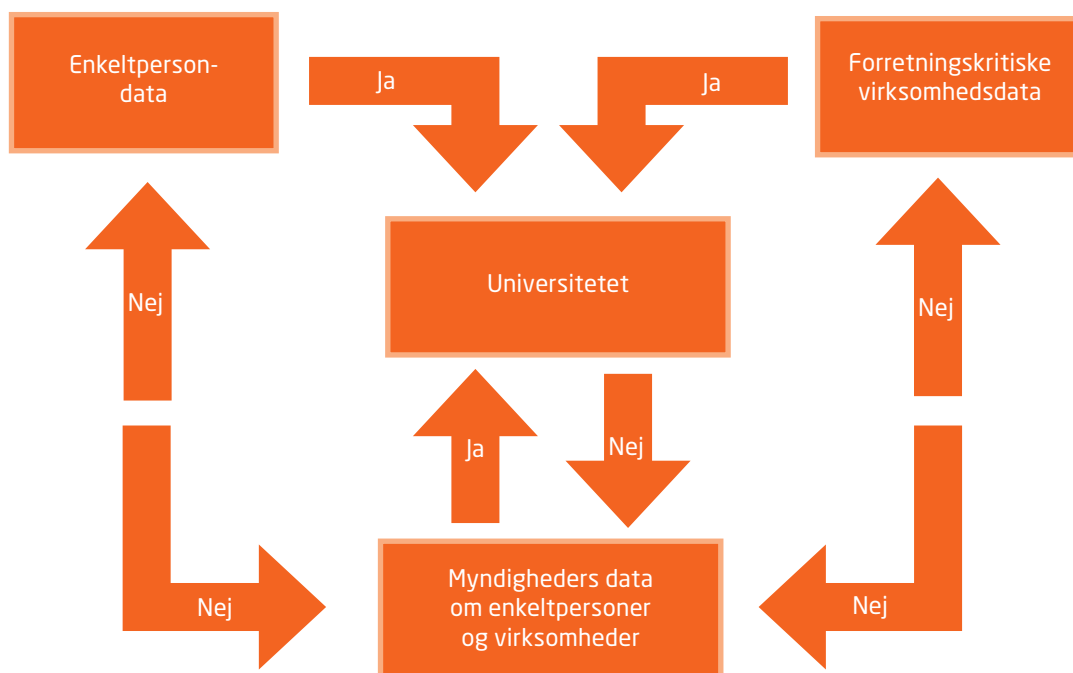 Enkeltperson-
data
Ja
Ja
Forretningskritiske
virksomhedsdata
Universitetet
Nej
Nej
Ja
Nej
Myndigheders data
om enkeltpersoner
og virksomheder
Nej
Nej